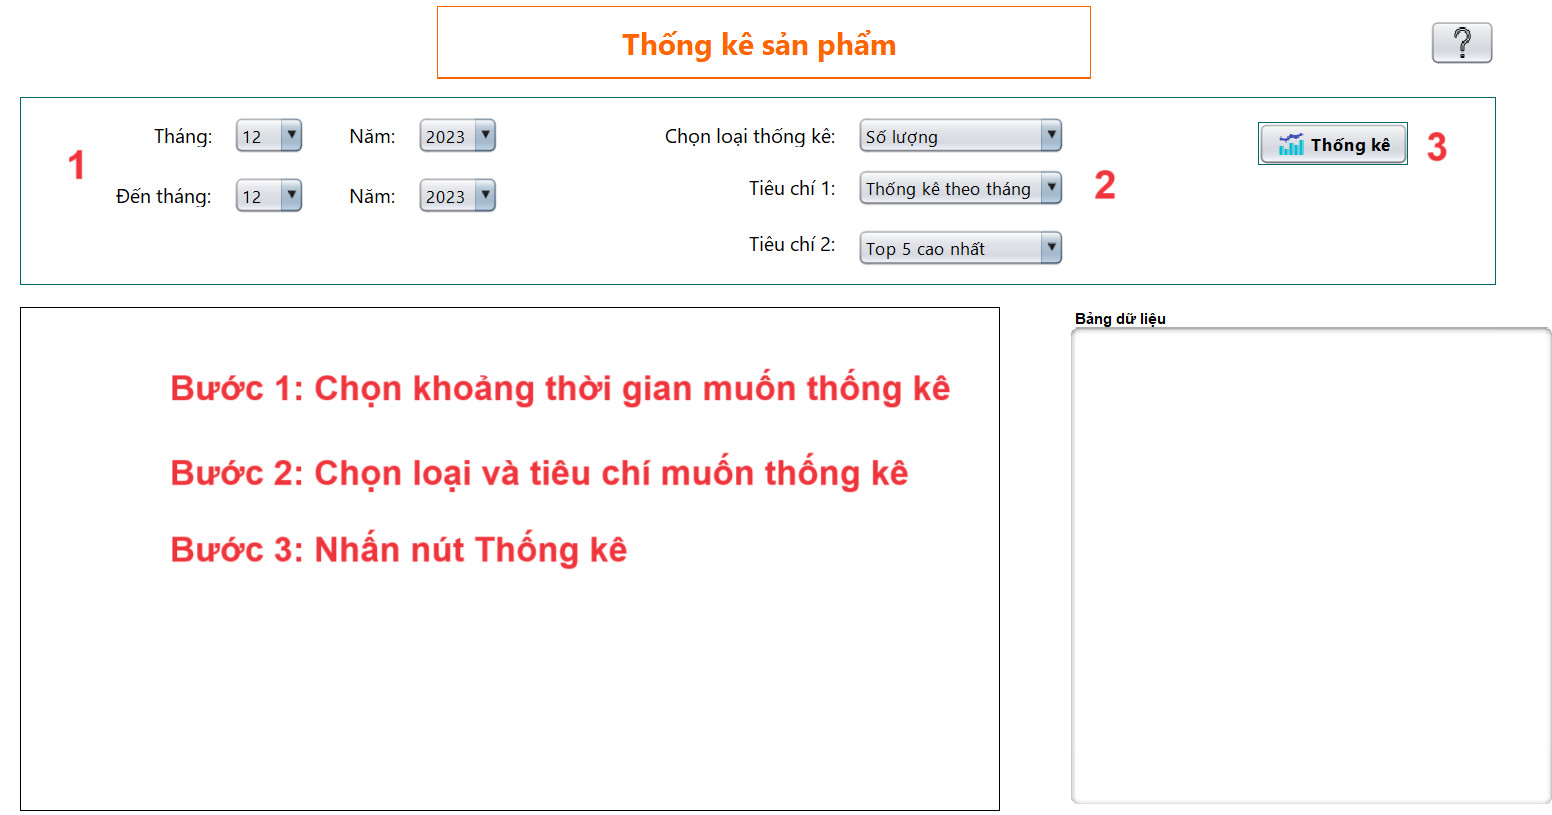 Thống kê sản phẩm
?
Tháng: 12 Năm: 2023
Đến tháng: 12 Năm: 2023
1
Chọn loại thống kê: Số lượng
Tiêu chí 1: Thống kê theo tháng
Tiêu chí 2: Top 5 cao nhất
2
Thống kê
3
Bước 1: Chọn khoảng thời gian muốn thống kê
Bước 2: Chọn loại và tiêu chí muốn thống kê
Bước 3: Nhấn nút Thống kê
Bảng dữ liệu